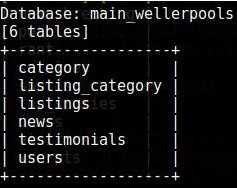 Database: main_wellerpools
[6 tables]
+------------------+
| category         |
| listing_category |
| listings         |
| news             |
| testimonials     |
| users            |
+------------------+